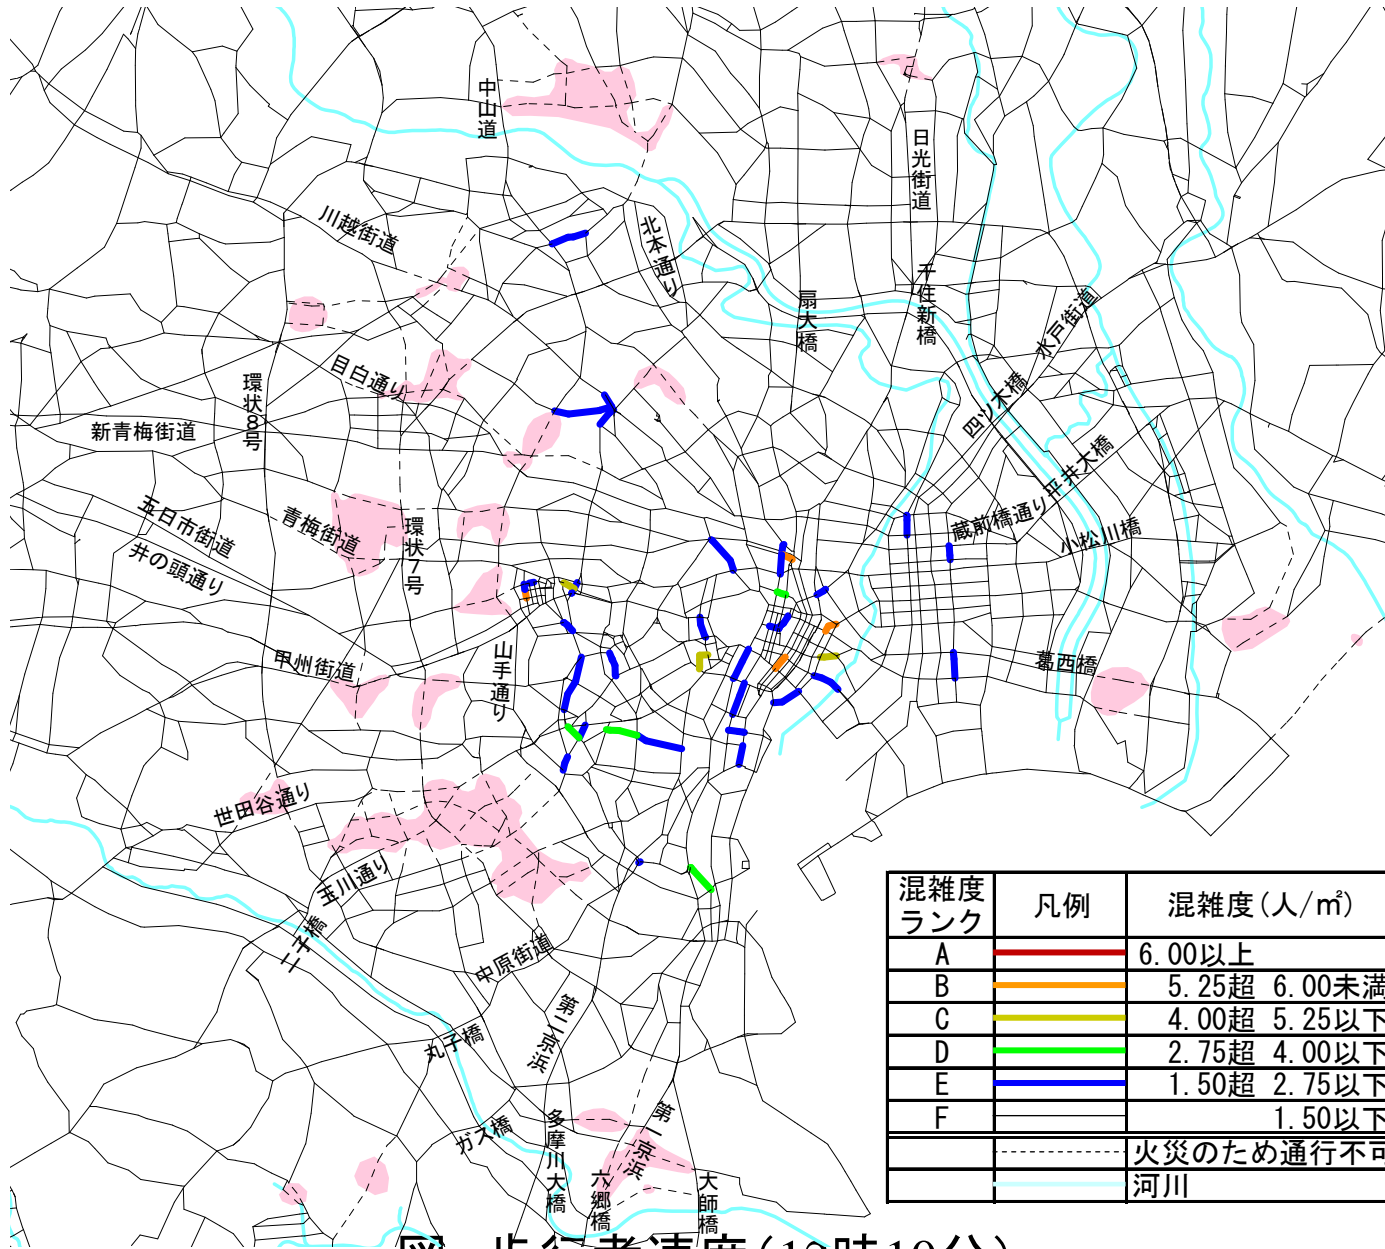 中山道
日光街道
川越街道
北本通り
千住新橋
扇大橋
水戸街道
目白通り
環状8号
四ツ木橋
新青梅街道
平井大橋
五日市街道
青梅街道
環状7号
蔵前橋通り
小松川橋
井の頭通り
甲州街道
山手通り
葛西橋
世田谷通り
玉川通り
二子橋
中原街道
第二京浜
丸子橋
ガス橋
多摩川大橋
第一京浜
六郷橋
大師橋
混雑度ランク 凡例 混雑度(人/㎡)
A 6.00以上
B 5.25超 6.00未満
C 4.00超 5.25以下
D 2.75超 4.00以下
E 1.50超 2.75以下
F 1.50以下
火災のため通行不可
河川